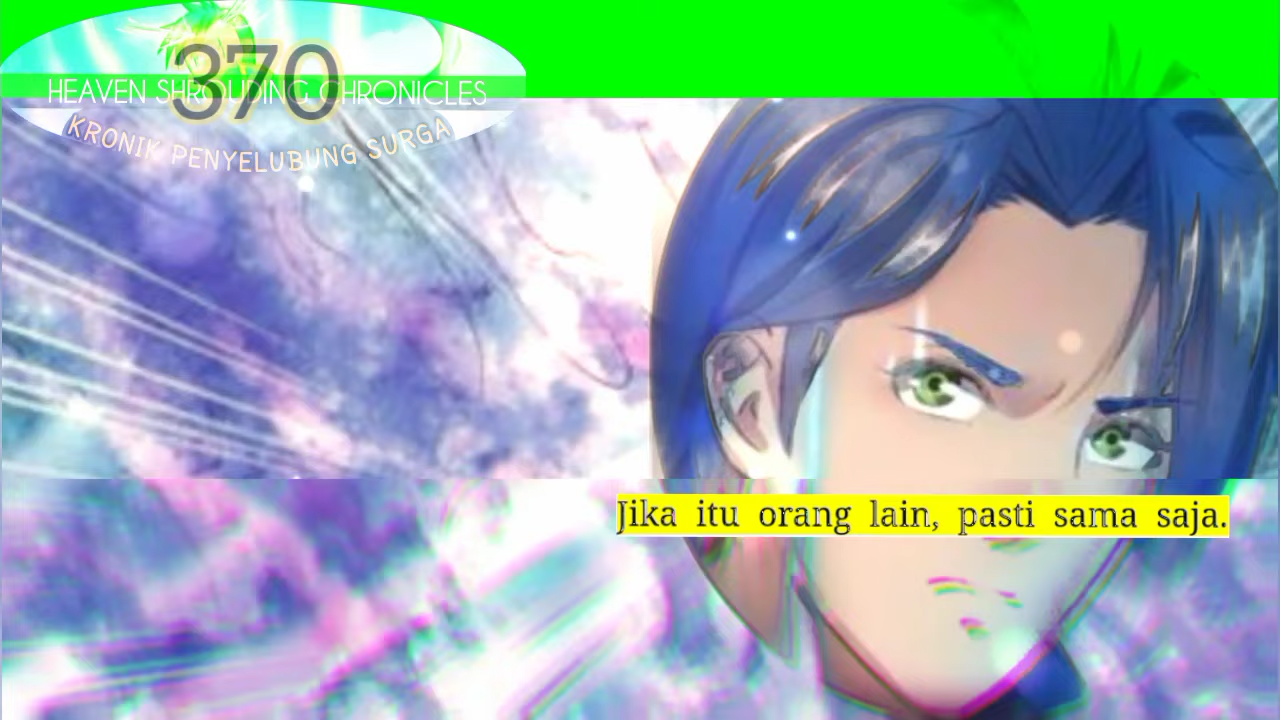 370
HEAVEN SHROUDING CHRONICLES
KRONIK PENYELUBUNG SURGA
Jika itu orang lain, pasti sama saja.